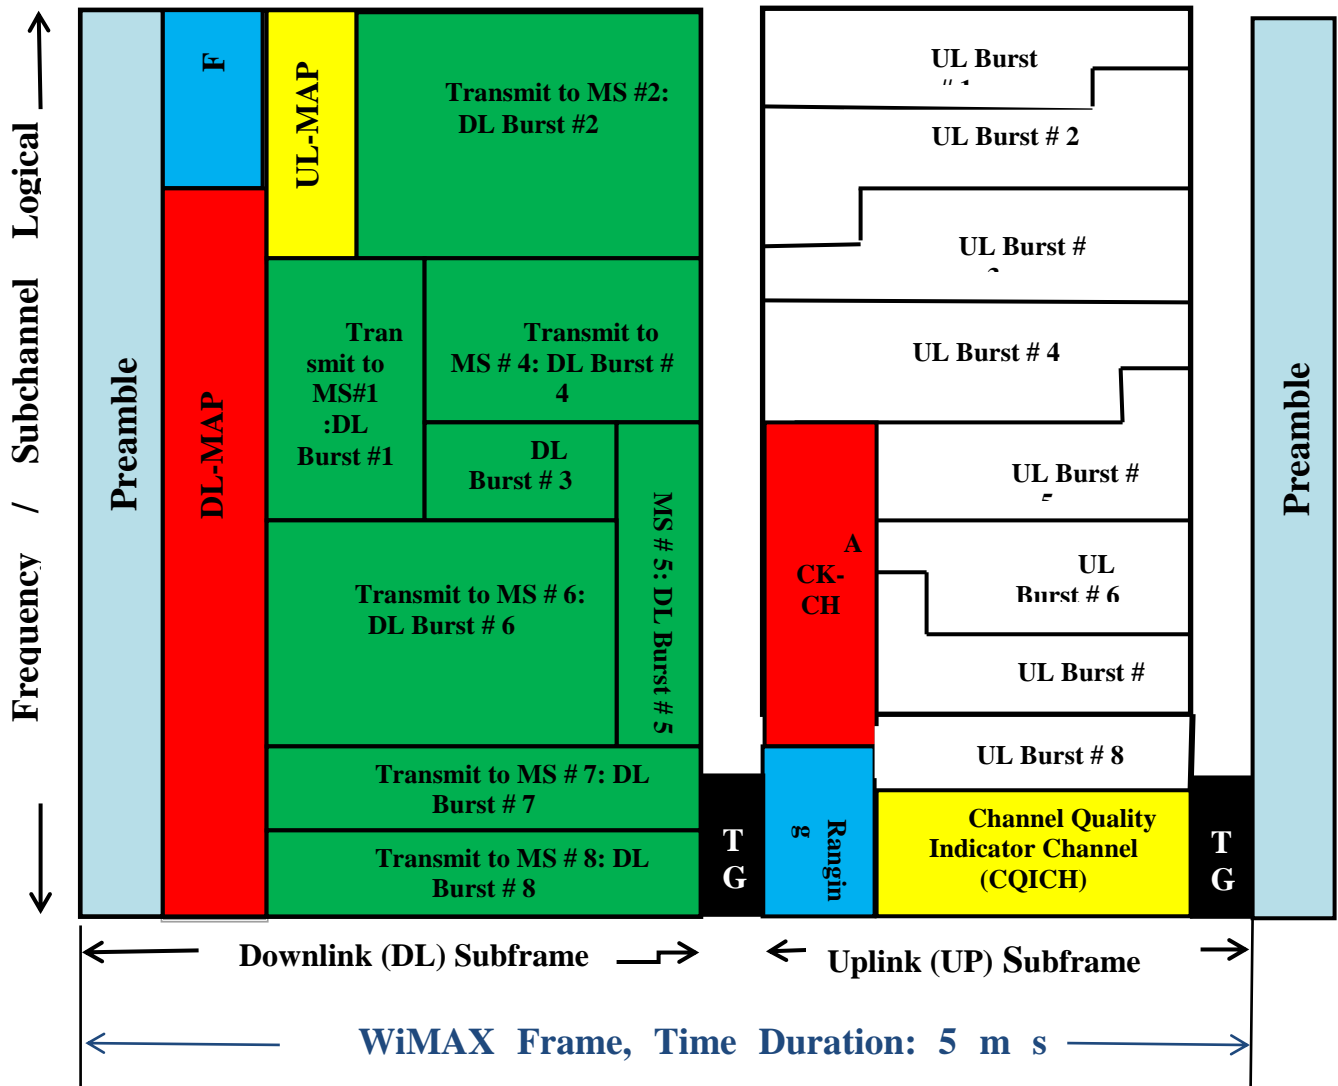 Frequency / Subchannel Logical
Preamble
F
DL-MAP
UL-MAP
Transmit to MS #2:
DL Burst #2
Tran
smit to
MS#1
:DL
Burst #1
Transmit to
MS # 4: DL Burst #
4
DL
Burst # 3
MS # 5: DL Burst # 5
Transmit to MS # 6:
DL Burst # 6
Transmit to MS # 7: DL
Burst # 7
Transmit to MS # 8: DL
Burst # 8
T
G
UL Burst
UL Burst # 2
UL Burst #
UL Burst # 4
UL Burst #
A
CK-
CH
UL
Burst # 6
UL Burst #
UL Burst # 8
Rangin
g
Channel Quality
Indicator Channel
(CQICH)
T
G
Preamble
Downlink (DL) Subframe
Uplink (UP) Subframe
WiMAX Frame, Time Duration: 5 m s